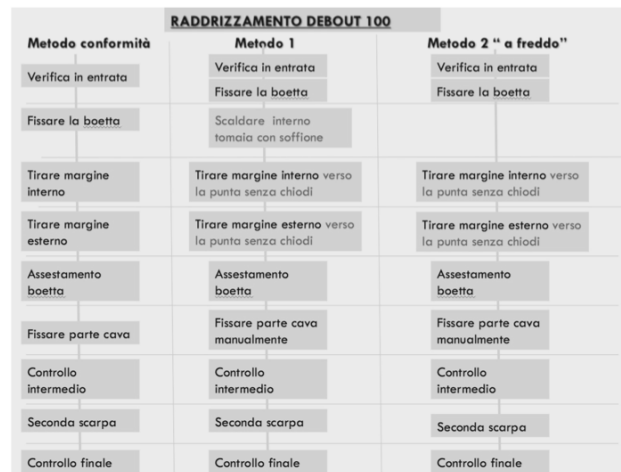 RADDRIZZAMENTO DEBOUT 100
Metodo conformità
Metodo 1
Metodo 2 “ a freddo”
Verifica in entrata
Verifica in entrata
Fissare la boetta
Verifica in entrata
Fissare la boetta
Fissare la boetta
Scaldare interno
tomaia con soffione
Tirare margine
interno
Tirare margine interno verso
la punta senza chiodi
Tirare margine interno verso
la punta senza chiodi
Tirare margine
esterno
Tirare margine esterno verso
la punta senza chiodi
Tirare margine esterno verso
la punta senza chiodi
Assestamento
boetta
Assestamento
boetta
Assestamento
boetta
Fissare parte cava
Fissare parte cava
manualmente
Fissare parte cava
manualmente
Controllo
intermedio
Controllo
intermedio
Controllo
intermedio
Seconda scarpa
Seconda scarpa
Seconda scarpa
Controllo finale
Controllo finale
Controllo finale